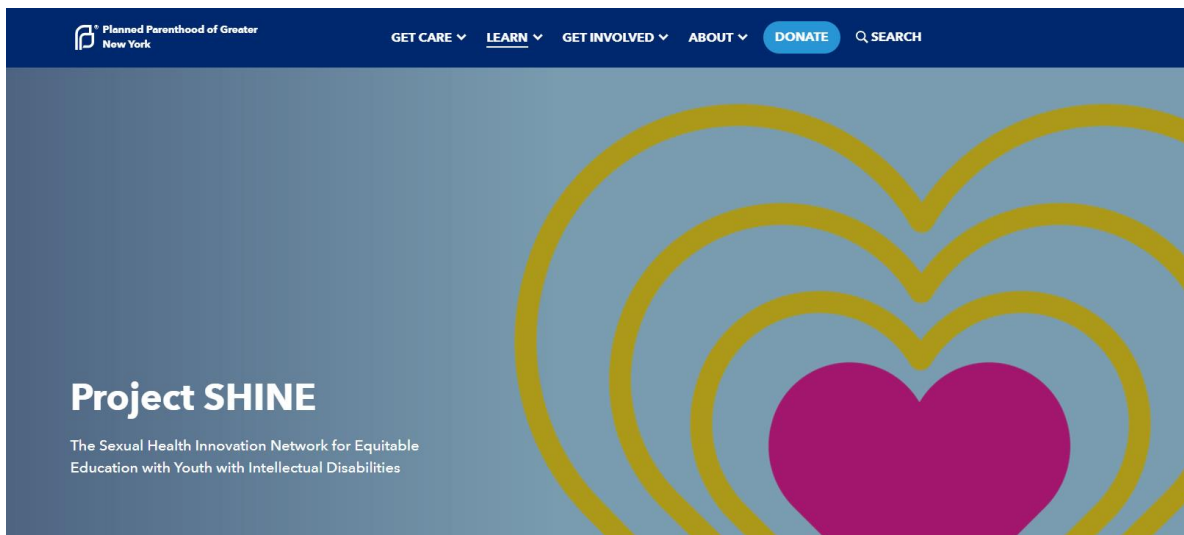 Planned Parenthood of Greater
New York
GET CARE LEARN GET INVOLVED ABOUT DONATE SEARCH
Project SHINE
The Sexual Health Innovation Network for Equitable
Education with Youth with Intellectual Disabilities